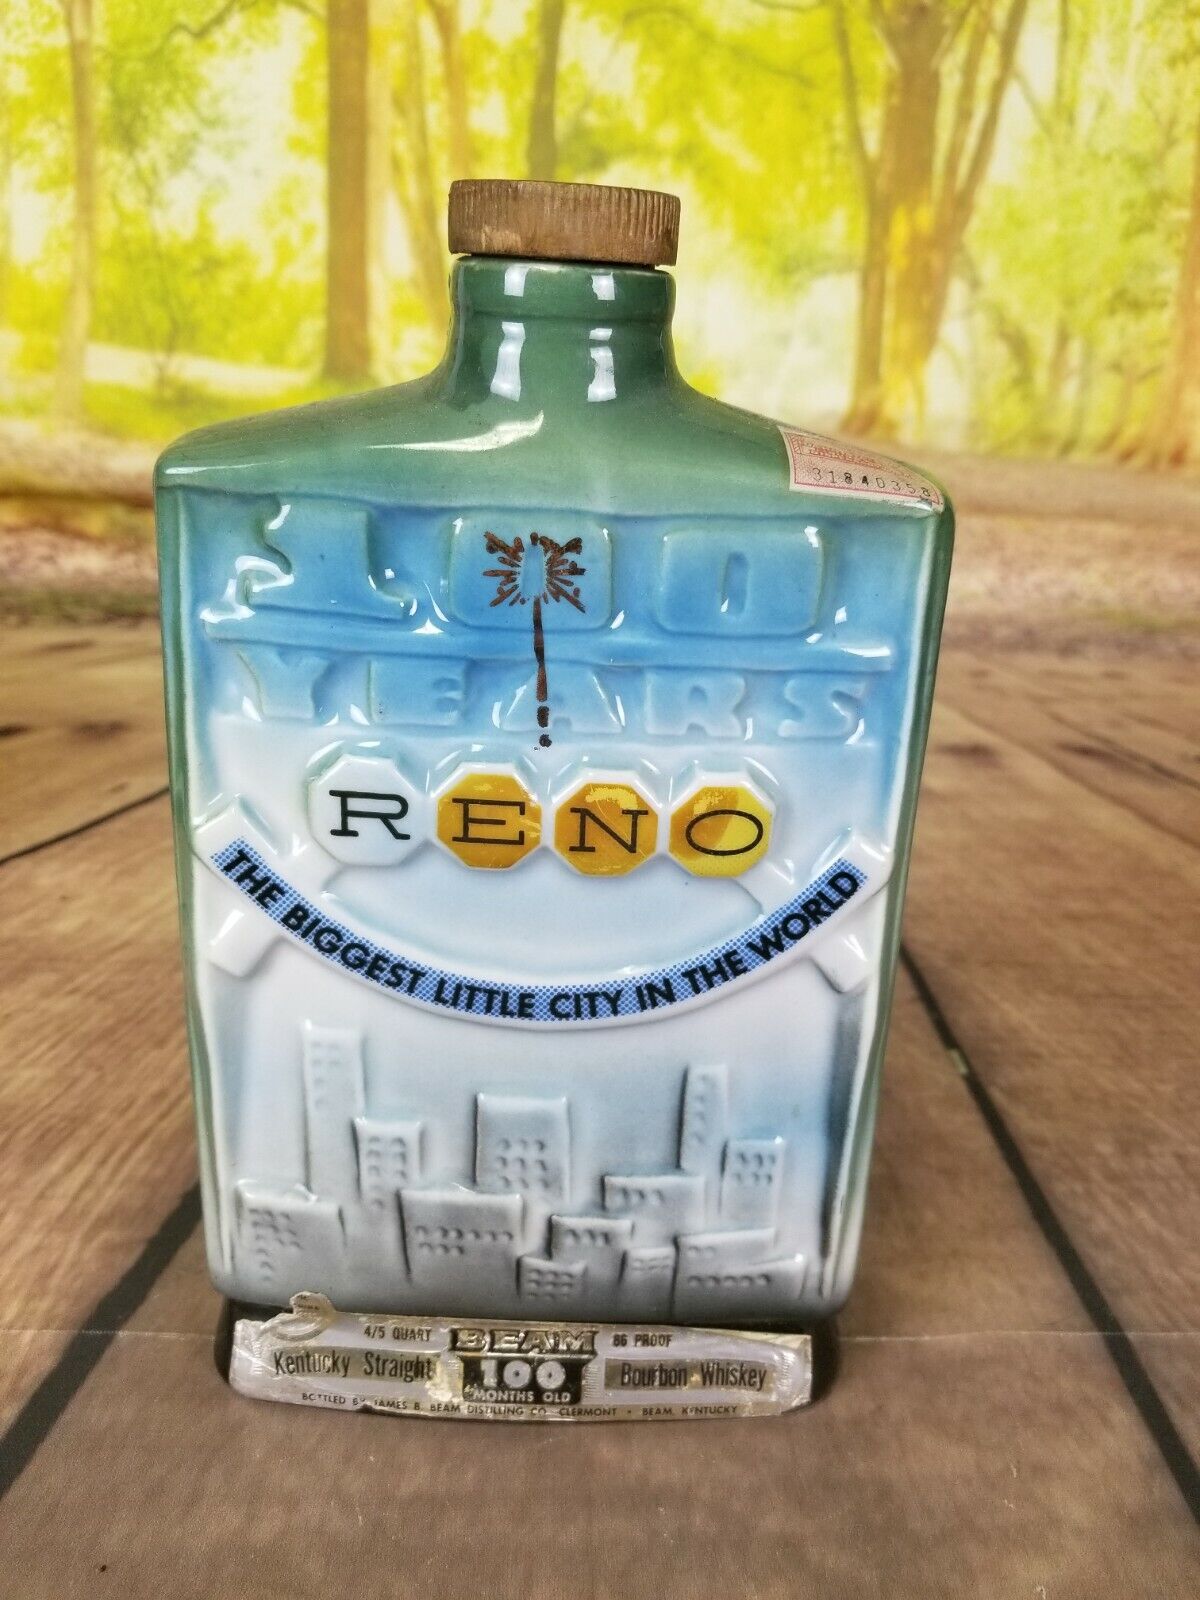 31840358
100
YEARS
RENO
THE BIGGEST LITTLE CITY IN THE WORLD
4/5 QUART BEAM 86 PROOF
Kentucky Straight 100 Bourbon Whiskey
MONTHS OLD
BOTTLED BY JAMES B. BEAM DISTILLING CO. CLERMONT • BEAM, KENTUCKY